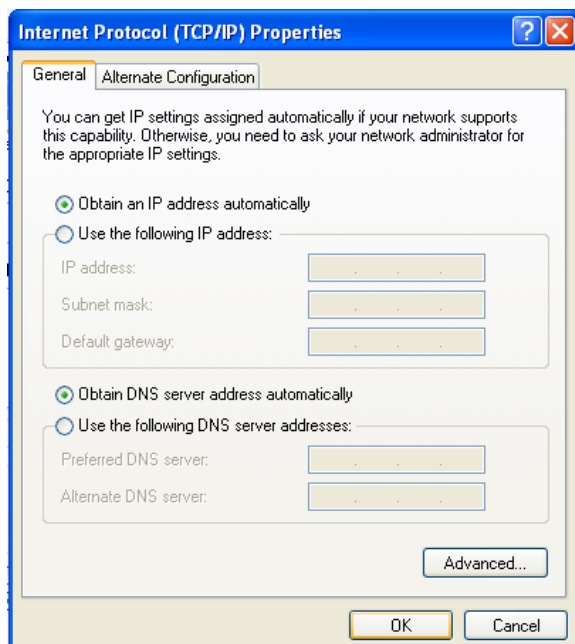 Internet Protocol (TCP/IP) Properties
General
Alternate Configuration
You can get IP settings assigned automatically if your network supports
this capability. Otherwise, you need to ask your network administrator for
the appropriate IP settings.
Obtain an IP address automatically
Use the following IP address:
IP address:
Subnet mask:
Default gateway:
Obtain DNS server address automatically
Use the following DNS server addresses:
Preferred DNS server:
Alternate DNS server:
Advanced...
OK
Cancel